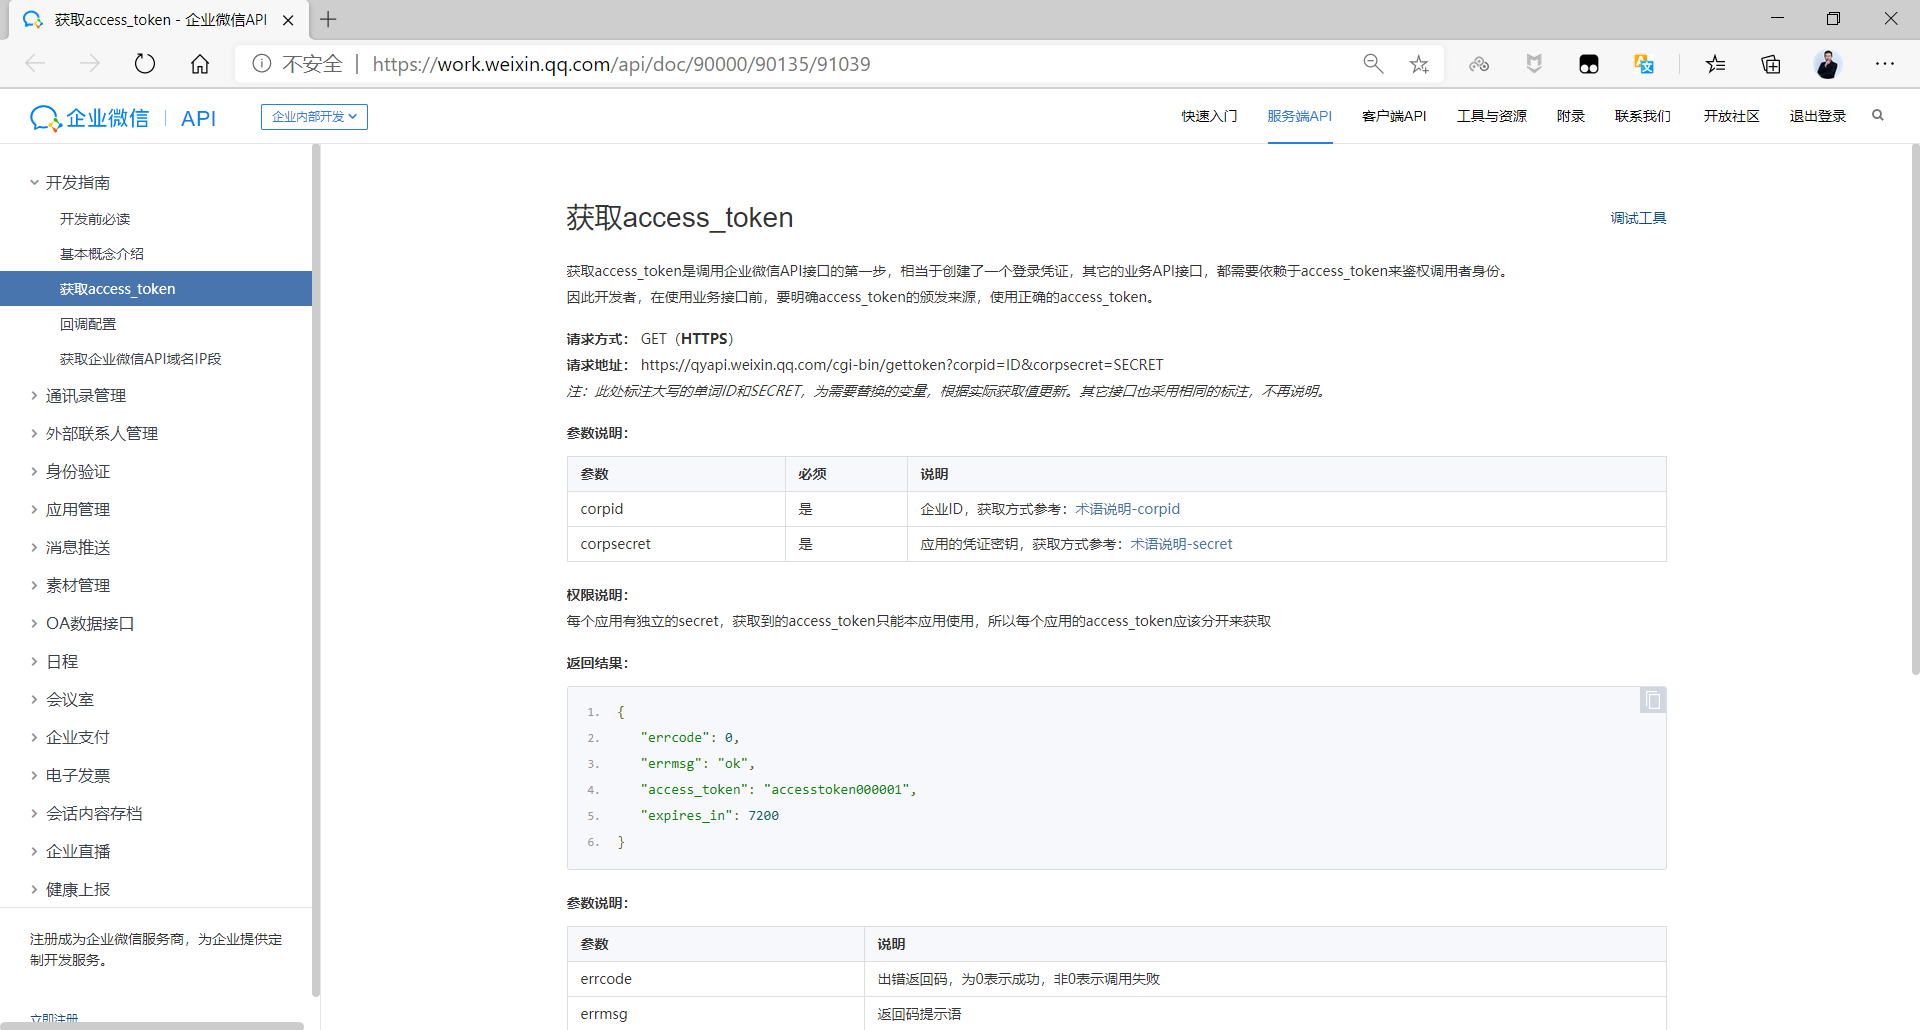 获取access_token - 企业微信API
不安全 | https://work.weixin.qq.com/api/doc/90000/90135/91039
企业微信 | API
企业内部开发
快速入门
服务端API
客户端API
工具与资源
附录
联系我们
开放社区
退出登录
开发指南
开发前必读
基本概念介绍
获取access_token
回调配置
获取企业微信API域名IP段
通讯录管理
外部联系人管理
身份验证
应用管理
消息推送
素材管理
OA数据接口
日程
会议室
企业支付
电子发票
会话内容存档
企业直播
健康上报
注册成为企业微信服务商，为企业提供定
制开发服务。
立即注册
获取access_token
调试工具
获取access_token是调用企业微信API接口的第一步，相当于创建了一个登录凭证，其它的业务API接口，都需要依赖于access_token来鉴权调用者身份。
因此开发者，在使用业务接口前，要明确access_token的颁发来源，使用正确的access_token。
请求方式： GET（HTTPS）
请求地址： https://qyapi.weixin.qq.com/cgi-bin/gettoken?corpid=ID&corpsecret=SECRET
注：此处标注大写的单词ID和SECRET，为需要替换的变量，根据实际获取值更新。其它接口也采用相同的标注，不再说明。
参数说明：
参数 必须 说明
corpid 是 企业ID，获取方式参考：术语说明-corpid
corpsecret 是 应用的凭证密钥，获取方式参考：术语说明-secret
权限说明：
每个应用有独立的secret，获取到的access_token只能本应用使用，所以每个应用的access_token应该分开来获取
返回结果：
1. {
2. "errcode": 0,
3. "errmsg": "ok",
4. "access_token": "accesstoken000001",
5. "expires_in": 7200
6. }
参数说明：
参数 说明
errcode 出错返回码，为0表示成功，非0表示调用失败
errmsg 返回码提示语